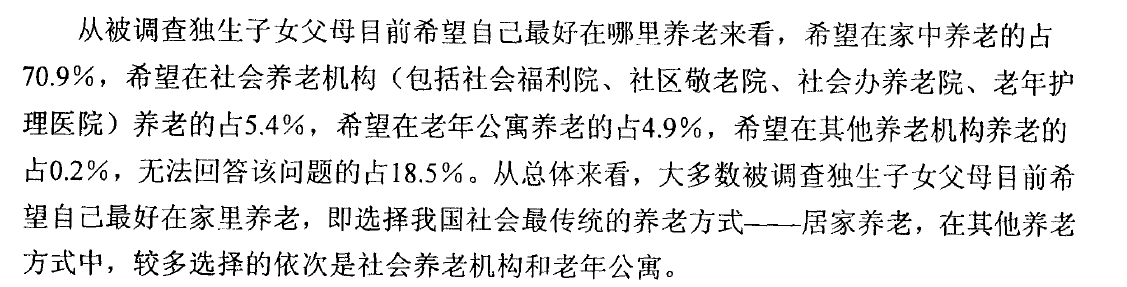 从被调查独生子女父母目前希望自己最好在哪里养老来看，希望在家中养老的占
70.9%，希望在社会养老机构（包括社会福利院、社区敬老院、社会办养老院、老年护
理医院）养老的占5.4%，希望在老年公寓养老的占4.9%，希望在其他养老机构养老的
占0.2%，无法回答该问题的占18.5%。从总体来看，大多数被调查独生子女父母目前希
望自己最好在家里养老，即选择我国社会最传统的养老方式——居家养老，在其他养老
方式中，较多选择的依次是社会养老机构和老年公寓。